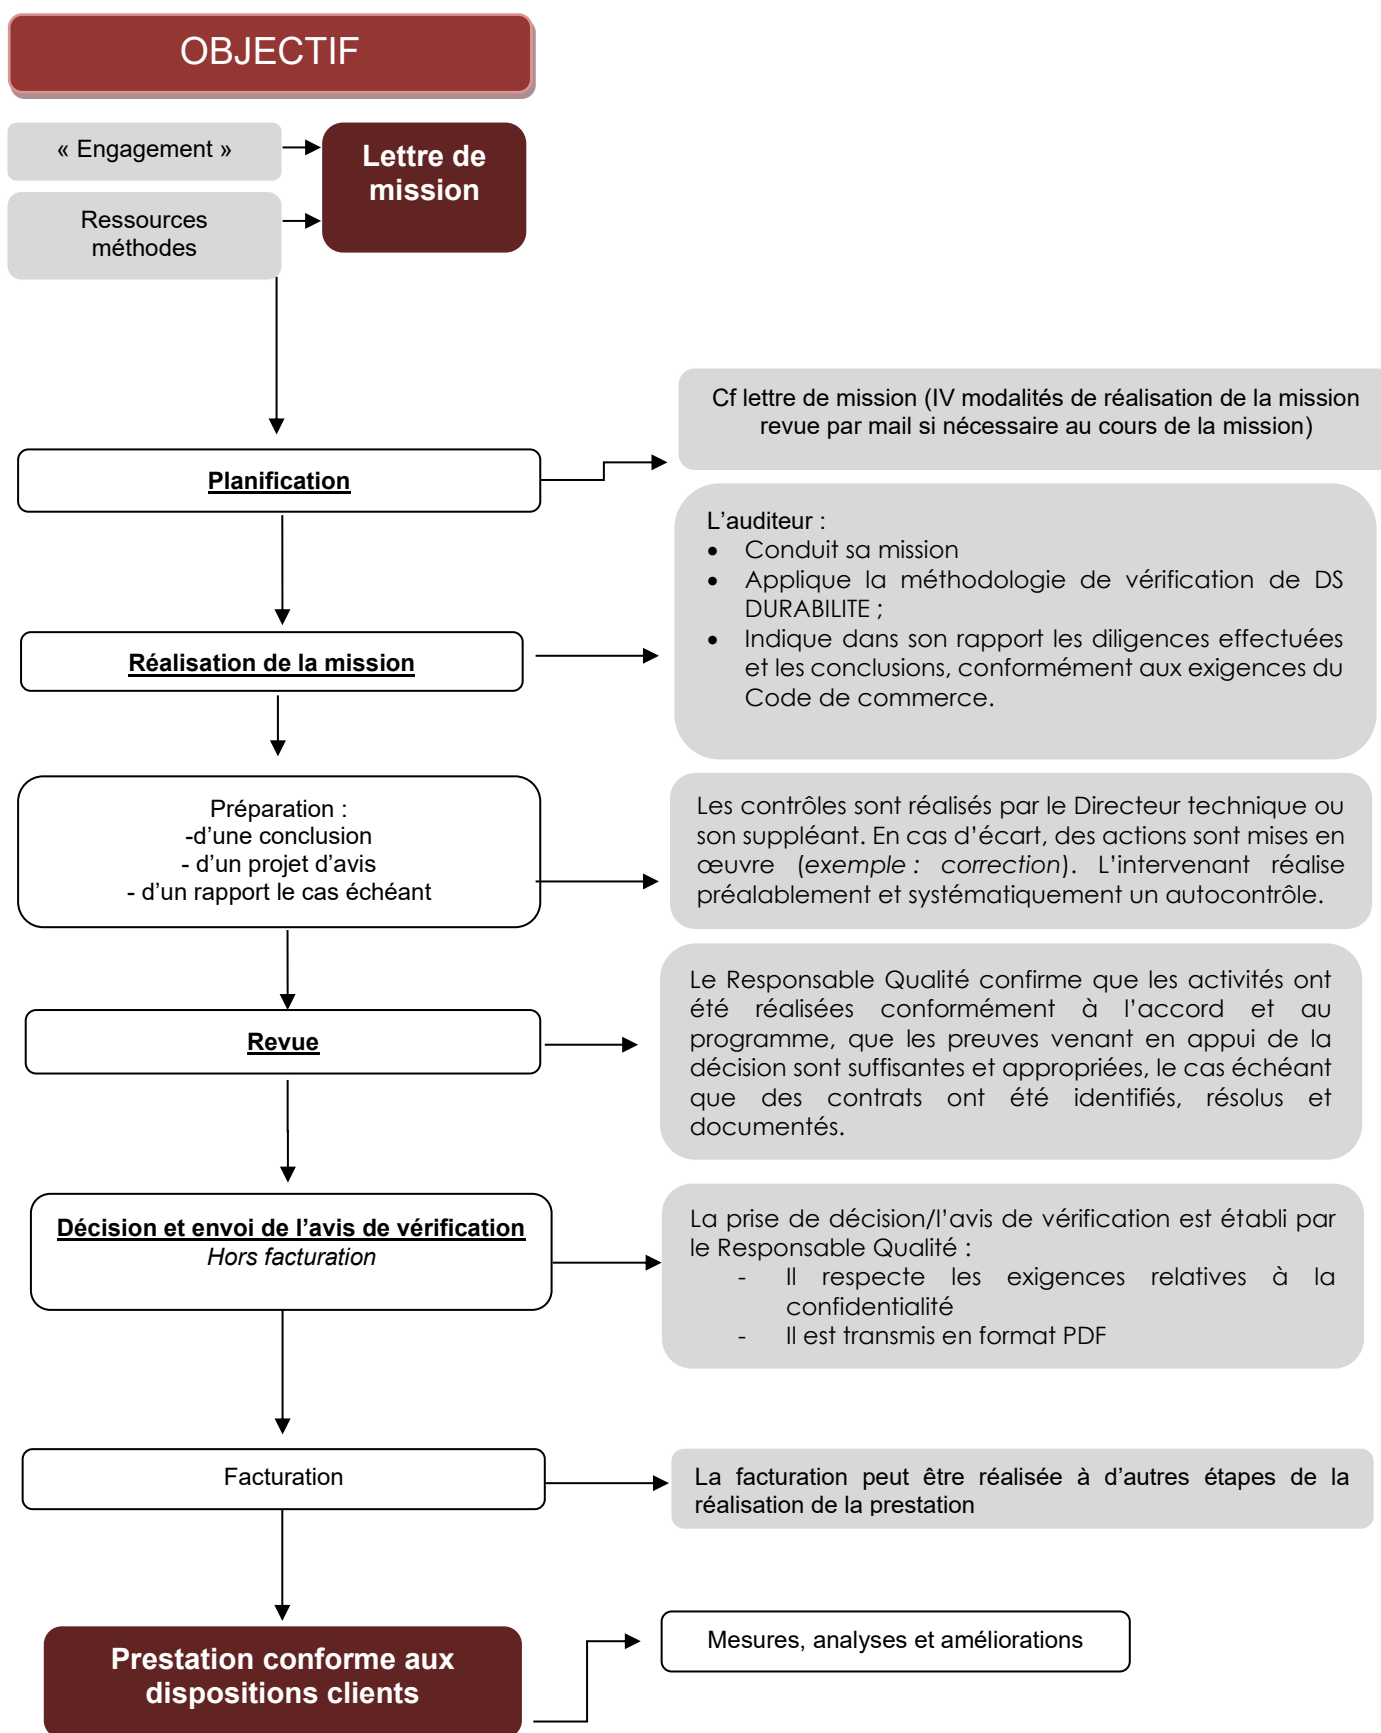 OBJECTIF
« Engagement »
Lettre de
mission
Ressources
méthodes
Cf lettre de mission (IV modalités de réalisation de la mission
revue par mail si nécessaire au cours de la mission)
Planification
L’auditeur :
• Conduit sa mission
• Applique la méthodologie de vérification de DS
DURABILITE ;
• Indique dans son rapport les diligences effectuées
et les conclusions, conformément aux exigences du
Code de commerce.
Réalisation de la mission
Préparation :
-d’une conclusion
- d’un projet d’avis
- d’un rapport le cas échéant
Les contrôles sont réalisés par le Directeur technique ou
son suppléant. En cas d’écart, des actions sont mises en
œuvre (exemple : correction). L’intervenant réalise
préalablement et systématiquement un autocontrôle.
Le Responsable Qualité confirme que les activités ont
été réalisées conformément à l’accord et au
programme, que les preuves venant en appui de la
décision sont suffisantes et appropriées, le cas échéant
que des contrats ont été identifiés, résolus et
documentés.
Revue
Décision et envoi de l’avis de vérification
Hors facturation
La prise de décision/l’avis de vérification est établi par
le Responsable Qualité :
- Il respecte les exigences relatives à la
confidentialité
- Il est transmis en format PDF
Facturation
La facturation peut être réalisée à d’autres étapes de la
réalisation de la prestation
Prestation conforme aux
dispositions clients
Mesures, analyses et améliorations